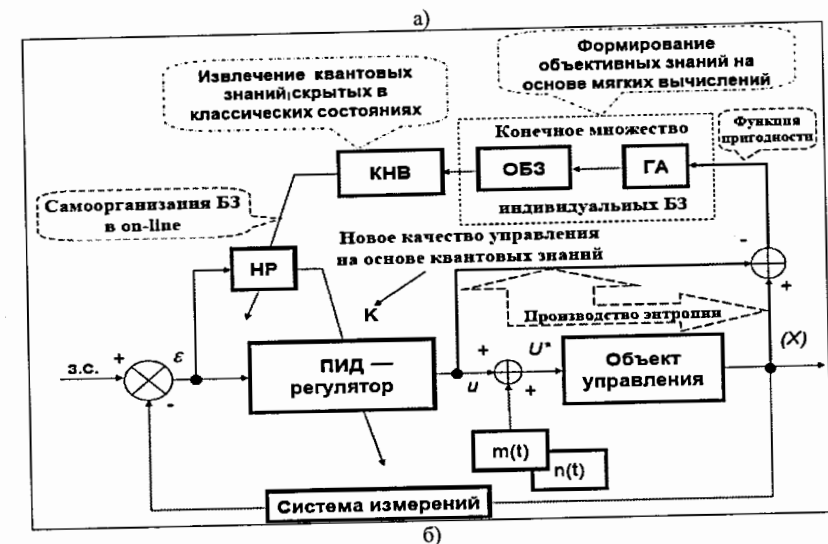 а)
Формирование
объективных знаний на
основе мягких вычислений
Извлечение квантовых
знаний,скрытых в
классических состояниях
Функция
пригодности
Конечное множество
КНВ
ОБЗ
ГА
индивидуальных БЗ
Самоорганизация БЗ
в on-line
Новое качество управления
на основе квантовых знаний
НР
-
+
K
Производство энтропии
(X)
з.с.
+
ε
-
ПИД —
регулятор
+
u
U*
+
Объект
управления
m(t)
n(t)
Система измерений
б)